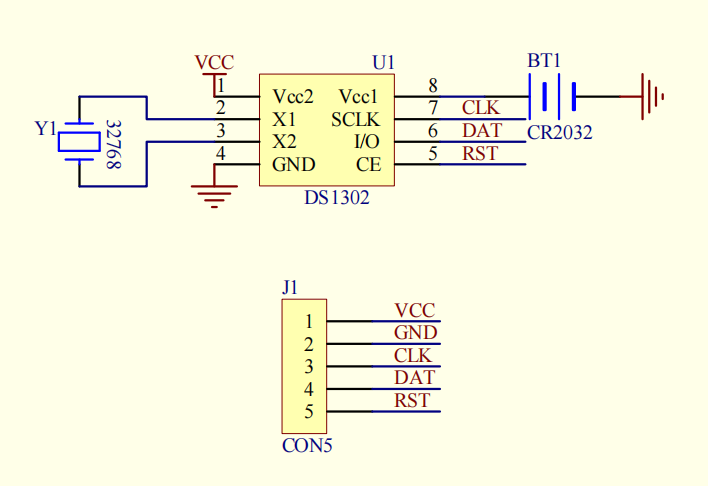 VCC
U1
BT1
1
Vcc2
Vcc1
8
2
X1
SCLK
7
CLK
Y1
32768
3
X2
I/O
6
DAT
CR2032
4
GND
CE
5
RST
DS1302
J1
1
VCC
2
GND
3
CLK
4
DAT
5
RST
CON5